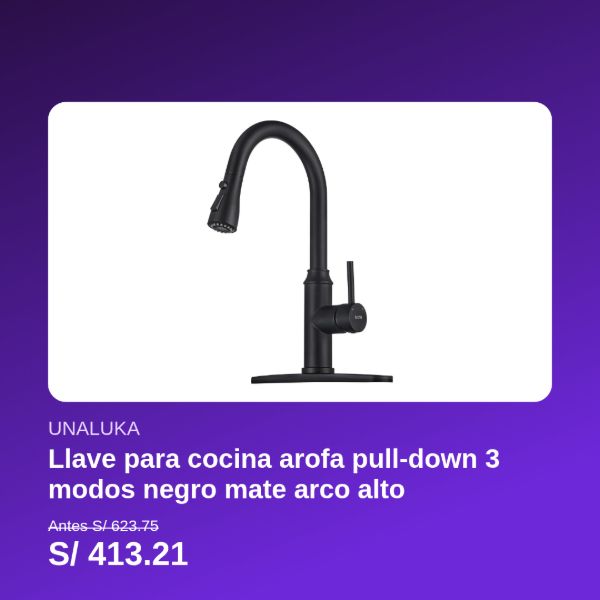 UNALUKA
Llave para cocina arofa pull-down 3
modos negro mate arco alto
Antes S/ 623.75
S/ 413.21